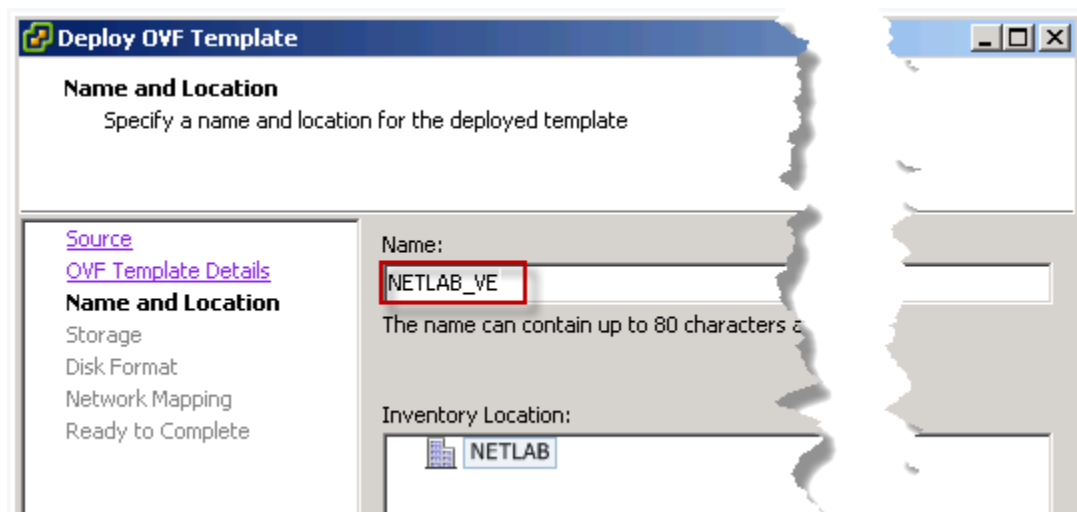 Deploy OVF Template
Name and Location
Specify a name and location for the deployed template
Source
OVF Template Details
Name and Location
Storage
Disk Format
Network Mapping
Ready to Complete
Name:
NETLAB_VE
The name can contain up to 80 characters
Inventory Location:
NETLAB